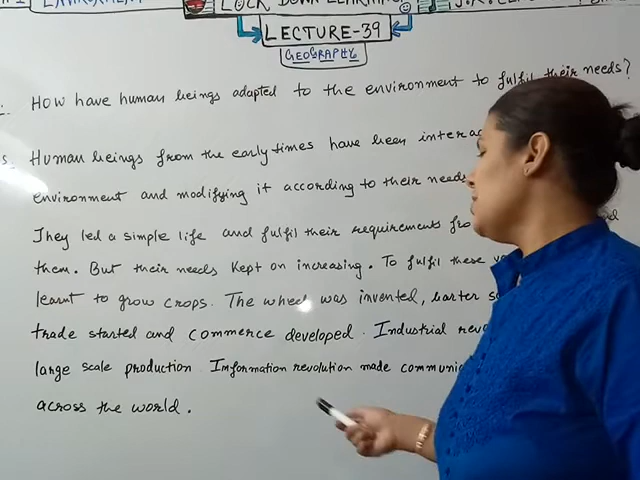 ENVIRONMENT LOCK DOWN LEARNING
LECTURE-39
GEOGRAPHY
How have human beings adapted to the environment to fulfil their needs?
Human beings from the early times have been
environment and modifying it according to their needs
They led a simple life and fulfil their requirements
them. But their needs kept on increasing. To fulfil these
learnt to grow crops. The wheel was invented, barter
trade started and commerce developed. Industrial
large scale production. Information revolution made
across the world.